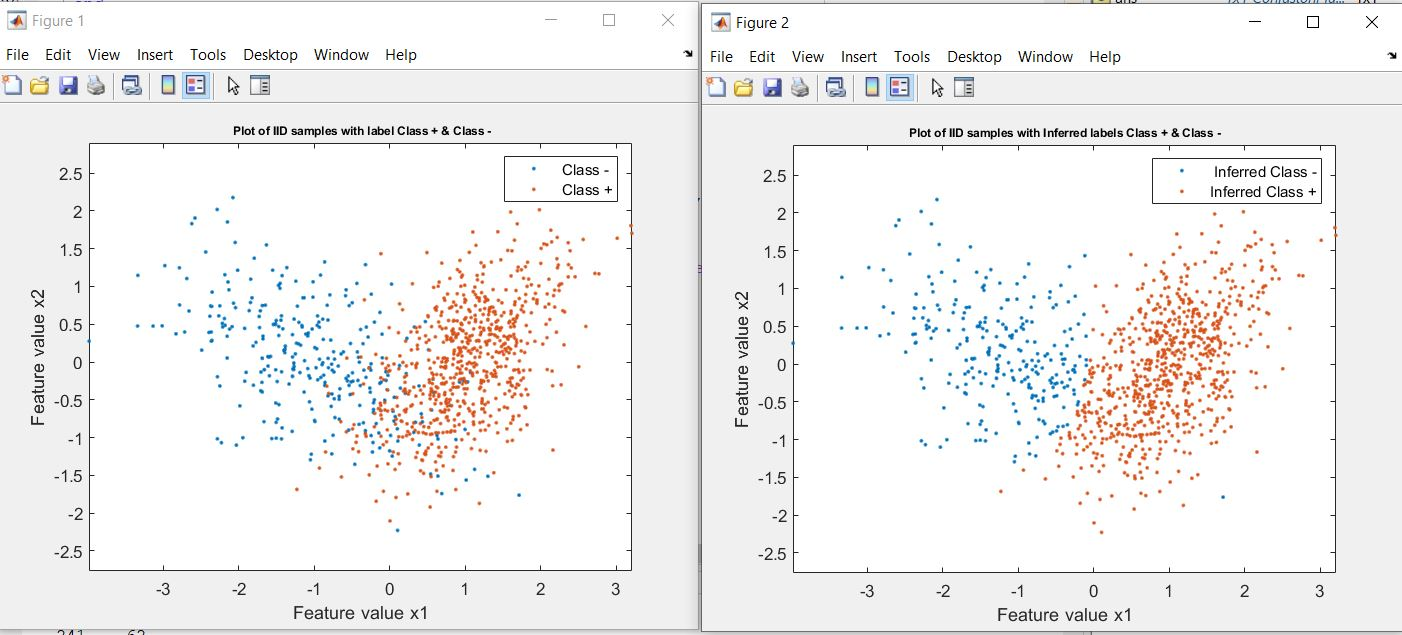 Figure 1
File Edit View Insert Tools Desktop Window Help
Plot of IID samples with label Class + & Class -
Class -
Class +
2.5
2
1.5
1
0.5
0
-0.5
-1
-1.5
-2
-2.5
Feature value x2
-3 -2 -1 0 1 2 3
Feature value x1
Figure 2
File Edit View Insert Tools Desktop Window Help
Plot of IID samples with Inferred labels Class + & Class -
Inferred Class -
Inferred Class +
2.5
2
1.5
1
0.5
0
-0.5
-1
-1.5
-2
-2.5
Feature value x2
-3 -2 -1 0 1 2 3
Feature value x1